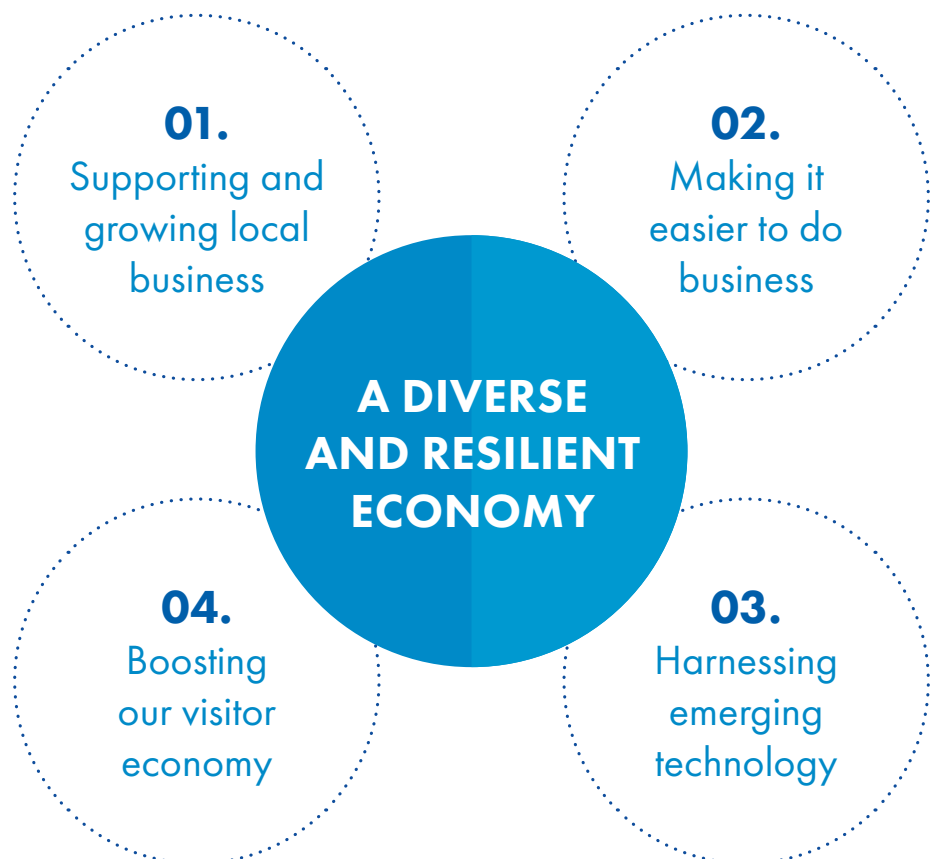 01.
Supporting and
growing local
business
02.
Making it
easier to do
business
A DIVERSE
AND RESILIENT
ECONOMY
04.
Boosting
our visitor
economy
03.
Harnessing
emerging
technology